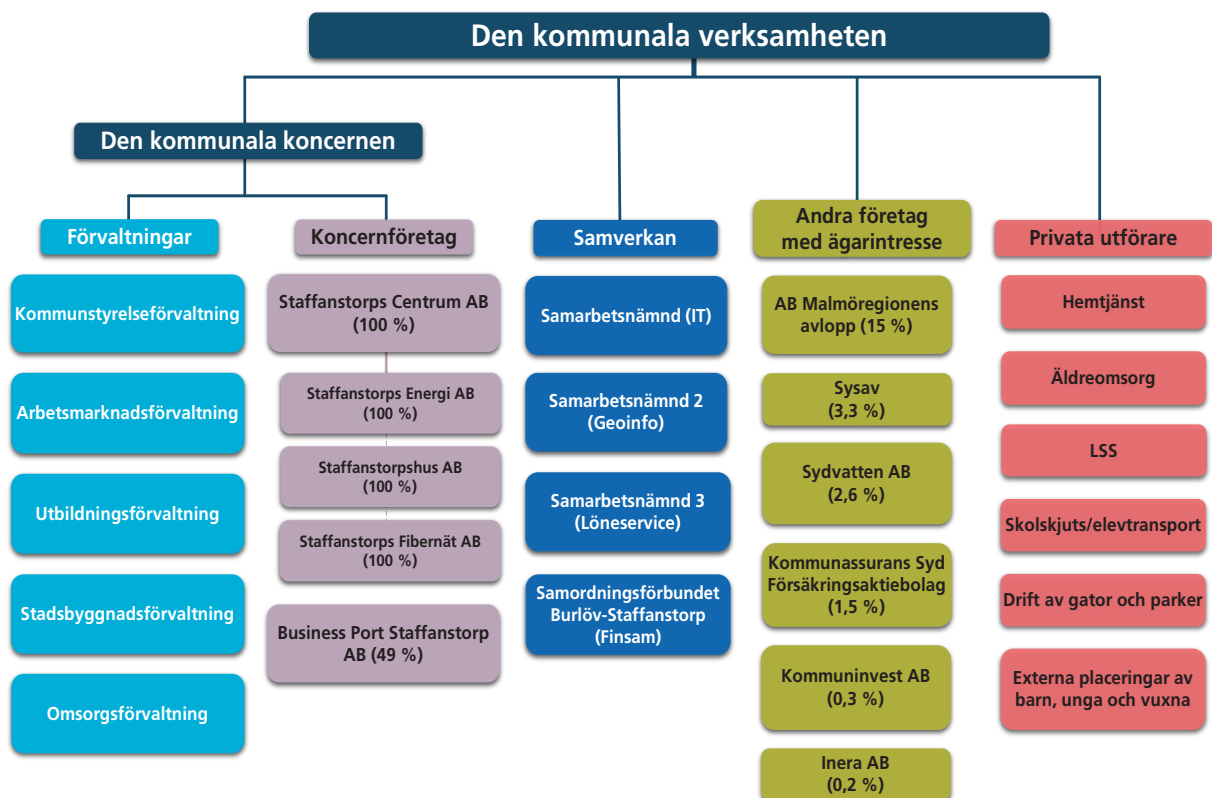 Den kommunala verksamheten
Den kommunala koncernen
Förvaltningar
Kommunstyrelseförvaltning
Arbetsmarknadsförvaltning
Utbildningsförvaltning
Stadsbyggnadsförvaltning
Omsorgsförvaltning
Koncernföretag
Staffanstorps Centrum AB
(100 %)
Staffanstorps Energi AB
(100 %)
Staffanstorpshus AB
(100 %)
Staffanstorps Fibernät AB
(100 %)
Business Port Staffanstorp
AB (49 %)
Samverkan
Samarbetsnämnd (IT)
Samarbetsnämnd 2
(Geoinfo)
Samarbetsnämnd 3
(Löneservice)
Samordningsförbundet
Burlöv-Staffanstorp
(Finsam)
Andra företag
med ägarintresse
AB Malmöregionens
avlopp (15 %)
Sysav
(3,3 %)
Sydvatten AB
(2,6 %)
Kommunassurans Syd
Försäkringsaktiebolag
(1,5 %)
Kommuninvest AB
(0,3 %)
Inera AB
(0,2 %)
Privata utförare
Hemtjänst
Äldreomsorg
LSS
Skolskjuts/elevtransport
Drift av gator och parker
Externa placeringar av
barn, unga och vuxna